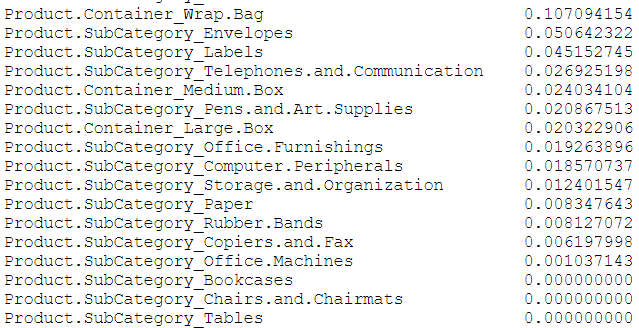 Product.Container_Wrap.Bag 0.107094154
Product.SubCategory_Envelopes 0.050642322
Product.SubCategory_Labels 0.045152745
Product.SubCategory_Telephones.and.Communication 0.026925198
Product.Container_Medium.Box 0.024034104
Product.SubCategory_Pens.and.Art.Supplies 0.020867513
Product.Container_Large.Box 0.020322906
Product.SubCategory_Office.Furnishings 0.019263896
Product.SubCategory_Computer.Peripherals 0.018570737
Product.SubCategory_Storage.and.Organization 0.012401547
Product.SubCategory_Paper 0.008347643
Product.SubCategory_Rubber.Bands 0.008127072
Product.SubCategory_Copiers.and.Fax 0.006197998
Product.SubCategory_Office.Machines 0.001037143
Product.SubCategory_Bookcases 0.000000000
Product.SubCategory_Chairs.and.Chairmats 0.000000000
Product.SubCategory_Tables 0.000000000